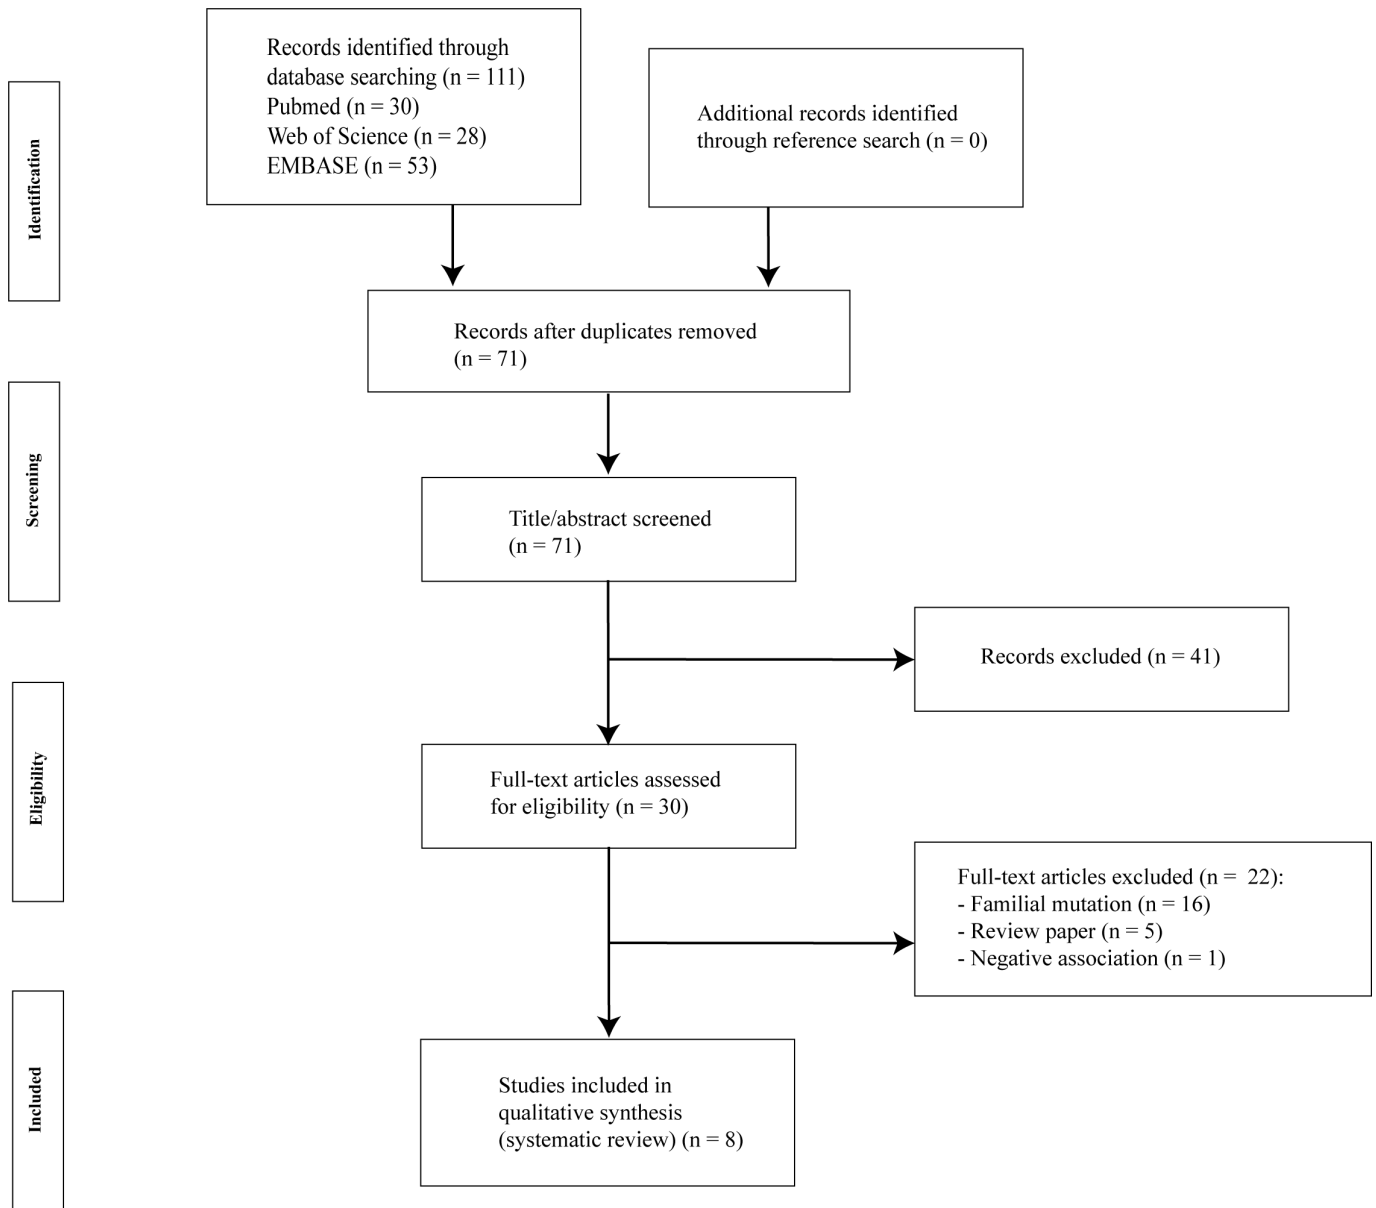 Identification
Records identified through
database searching (n = 111)
Pubmed (n = 30)
Web of Science (n = 28)
EMBASE (n = 53)
Additional records identified
through reference search (n = 0)
Records after duplicates removed
(n = 71)
Screening
Title/abstract screened
(n = 71)
Records excluded (n = 41)
Eligibility
Full-text articles assessed
for eligibility (n = 30)
Full-text articles excluded (n =  22):
- Familial mutation (n = 16)
- Review paper (n = 5)
- Negative association (n = 1)
Included
Studies included in
qualitative synthesis
(systematic review) (n = 8)